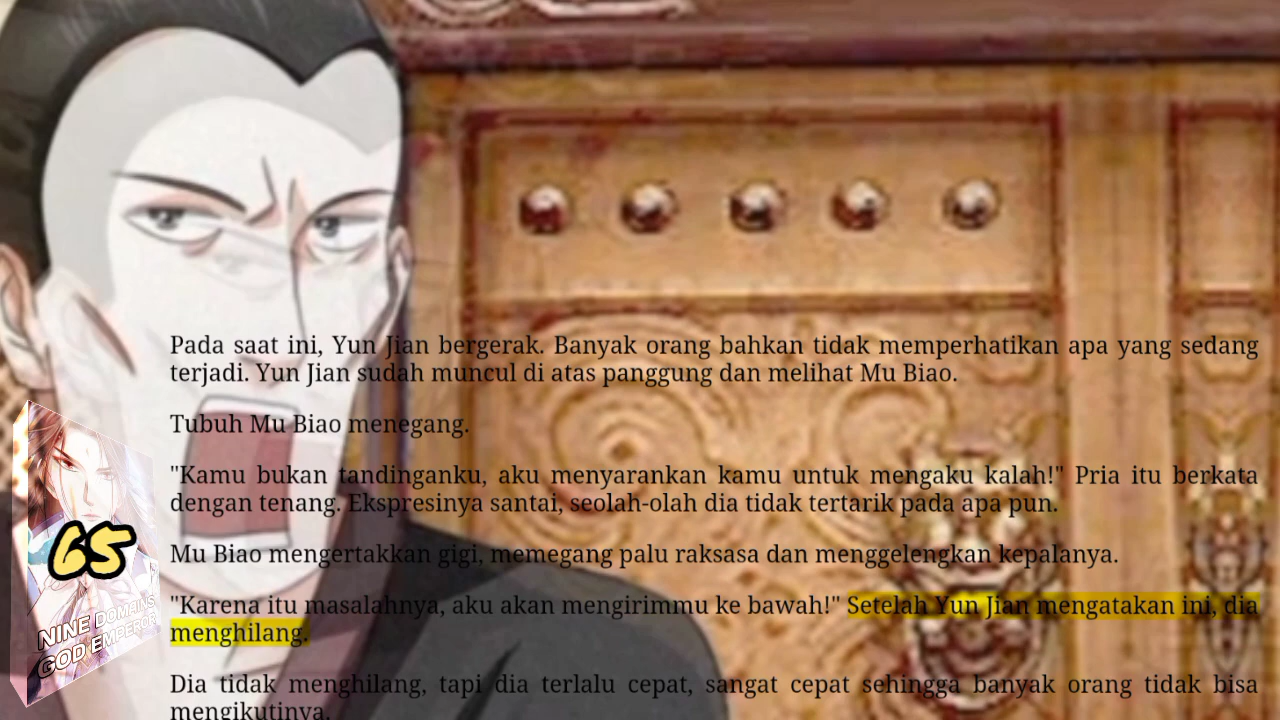 Pada saat ini, Yun Jian bergerak. Banyak orang bahkan tidak memperhatikan apa yang sedang
terjadi. Yun Jian sudah muncul di atas panggung dan melihat Mu Biao.
Tubuh Mu Biao menegang.
"Kamu bukan tandinganku, aku menyarankan kamu untuk mengaku kalah!" Pria itu berkata
dengan tenang. Ekspresinya santai, seolah-olah dia tidak tertarik pada apa pun.
Mu Biao mengertakkan gigi, memegang palu raksasa dan menggelengkan kepalanya.
"Karena itu masalahnya, aku akan mengirimmu ke bawah!" Setelah Yun Jian mengatakan ini, dia
menghilang.
Dia tidak menghilang, tapi dia terlalu cepat, sangat cepat sehingga banyak orang tidak bisa
mengikutinya.
65
NINE DOMAINS
GOD EMPEROR